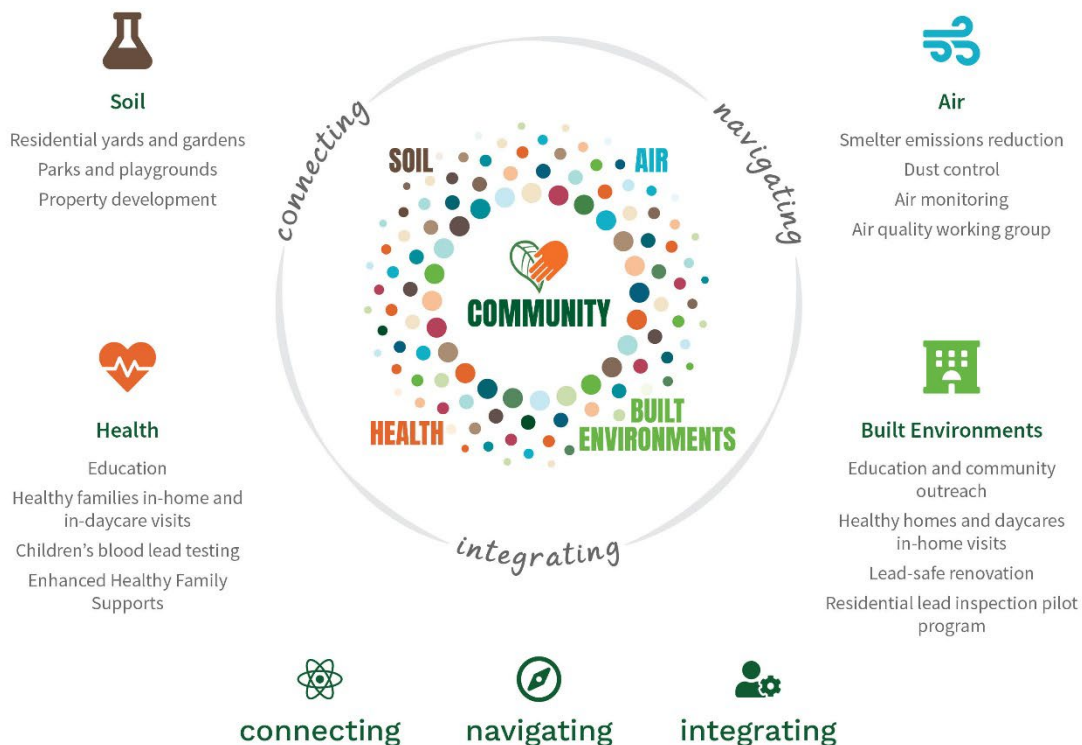 Soil
Residential yards and gardens
Parks and playgrounds
Property development
Air
Smelter emissions reduction
Dust control
Air monitoring
Air quality working group
connecting
navigating
integrating
SOIL
AIR
COMMUNITY
HEALTH
BUILT
ENVIRONMENTS
Health
Education
Healthy families in-home and
in-daycare visits
Children's blood lead testing
Enhanced Healthy Family
Supports
Built Environments
Education and community
outreach
Healthy homes and daycares
in-home visits
Lead-safe renovation
Residential lead inspection pilot
program
connecting
navigating
integrating